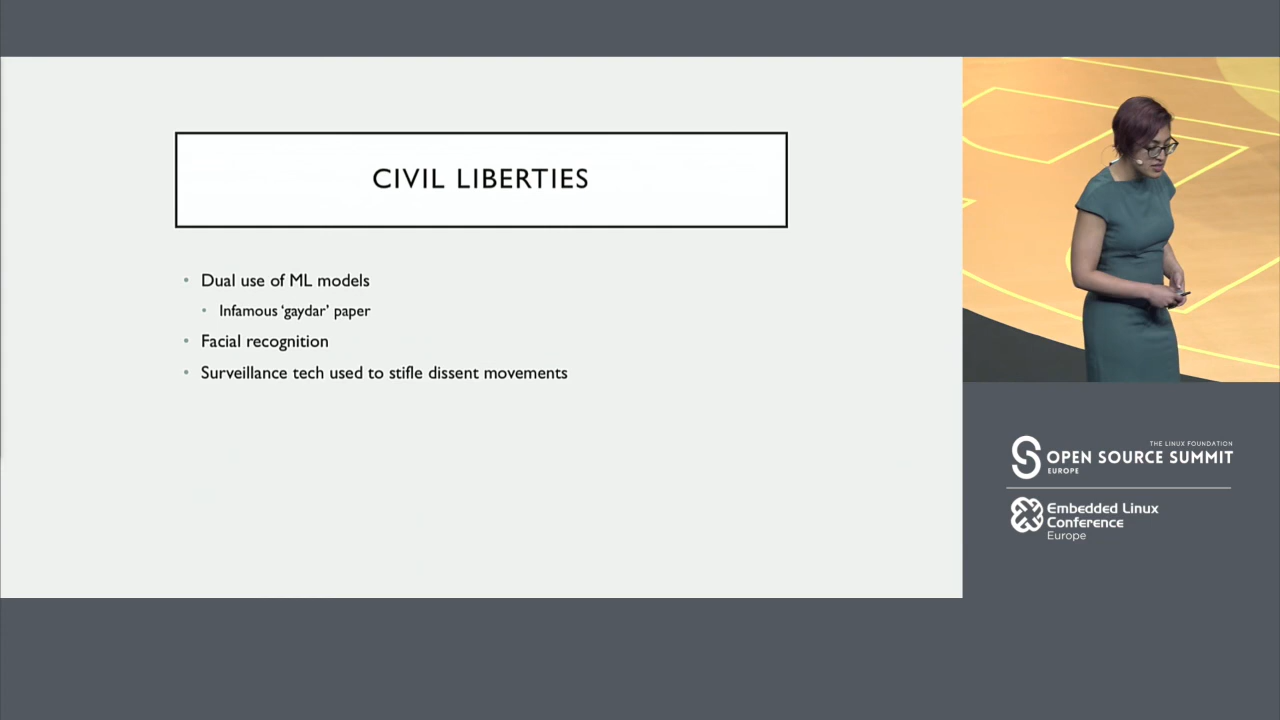 CIVIL LIBERTIES
• Dual use of ML models
• Infamous ‘gaydar’ paper
• Facial recognition
• Surveillance tech used to stifle dissent movements
THE LINUX FOUNDATION
OPEN SOURCE SUMMIT
EUROPE
Embedded Linux
Conference
Europe